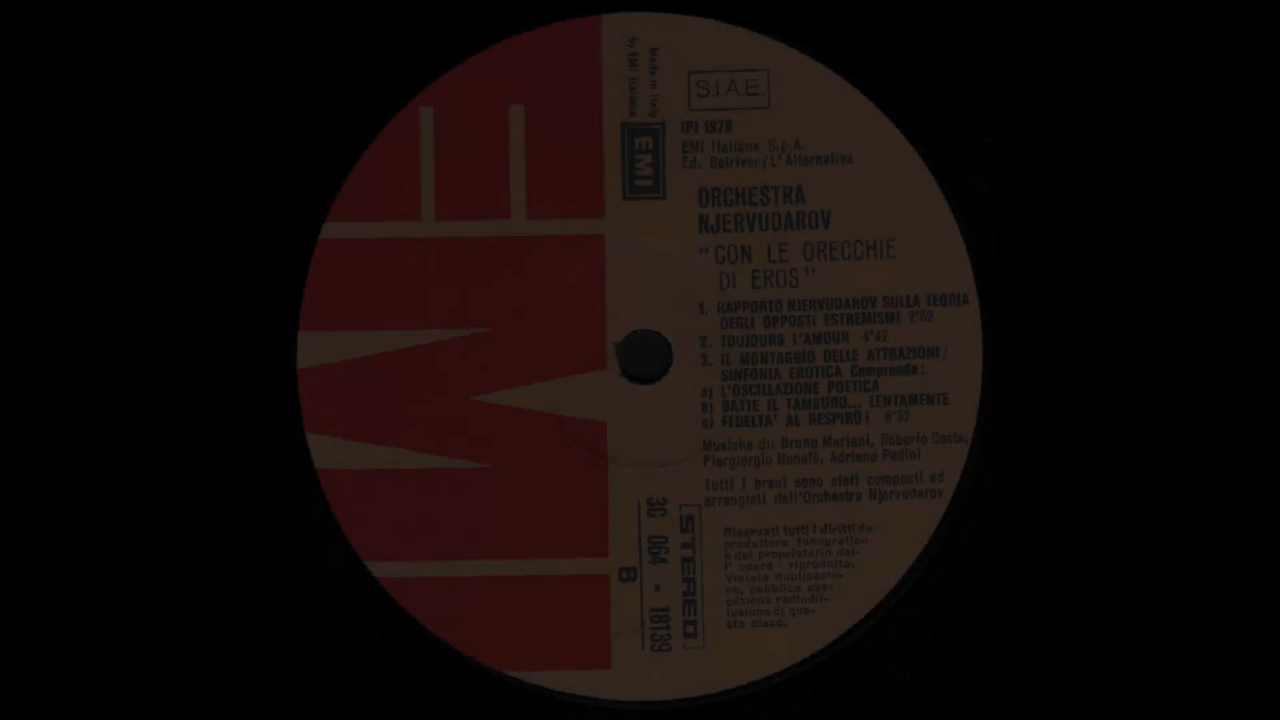 EMI
Made in Italy
by EMI Italiana
EMI
S.I.A.E.
(P) 1979
EMI Italiana S.p.A.
Ed. Belriver/L'Alternativa
ORCHESTRA
NJERVUDAROV
"CON LE ORECCHIE
DI EROS"
1. RAPPORTO NJERVUDAROV SULLA TEORIA
DEGLI OPPOSTI ESTREMISMI 2'52
2. TOUJOURS L'AMOUR 4'42
3. IL MONTAGGIO DELLE ATTRAZIONI/
SINFONIA EROTICA Comprende:
a) L'OSCILLAZIONE POETICA
b) BATTE IL TAMBURO... LENTAMENTE
c) FEDELTA' AL RESPIRO! 8'32
Musiche di: Bruno Mariani, Roberto Costa,
Piergiorgio Bonafè, Adriano Pedini
Tutti i brani sono stati composti ed
arrangiati dall'Orchestra Njervudarov
3C 064 - 18139
B
STEREO
Riservati tutti i diritti del
produttore fonografico
e del proprietario del-
l' opera riprodotta.
Vietata duplicazio-
ne, pubblica ese-
cuzione radiodif-
fusione di que-
sto disco.